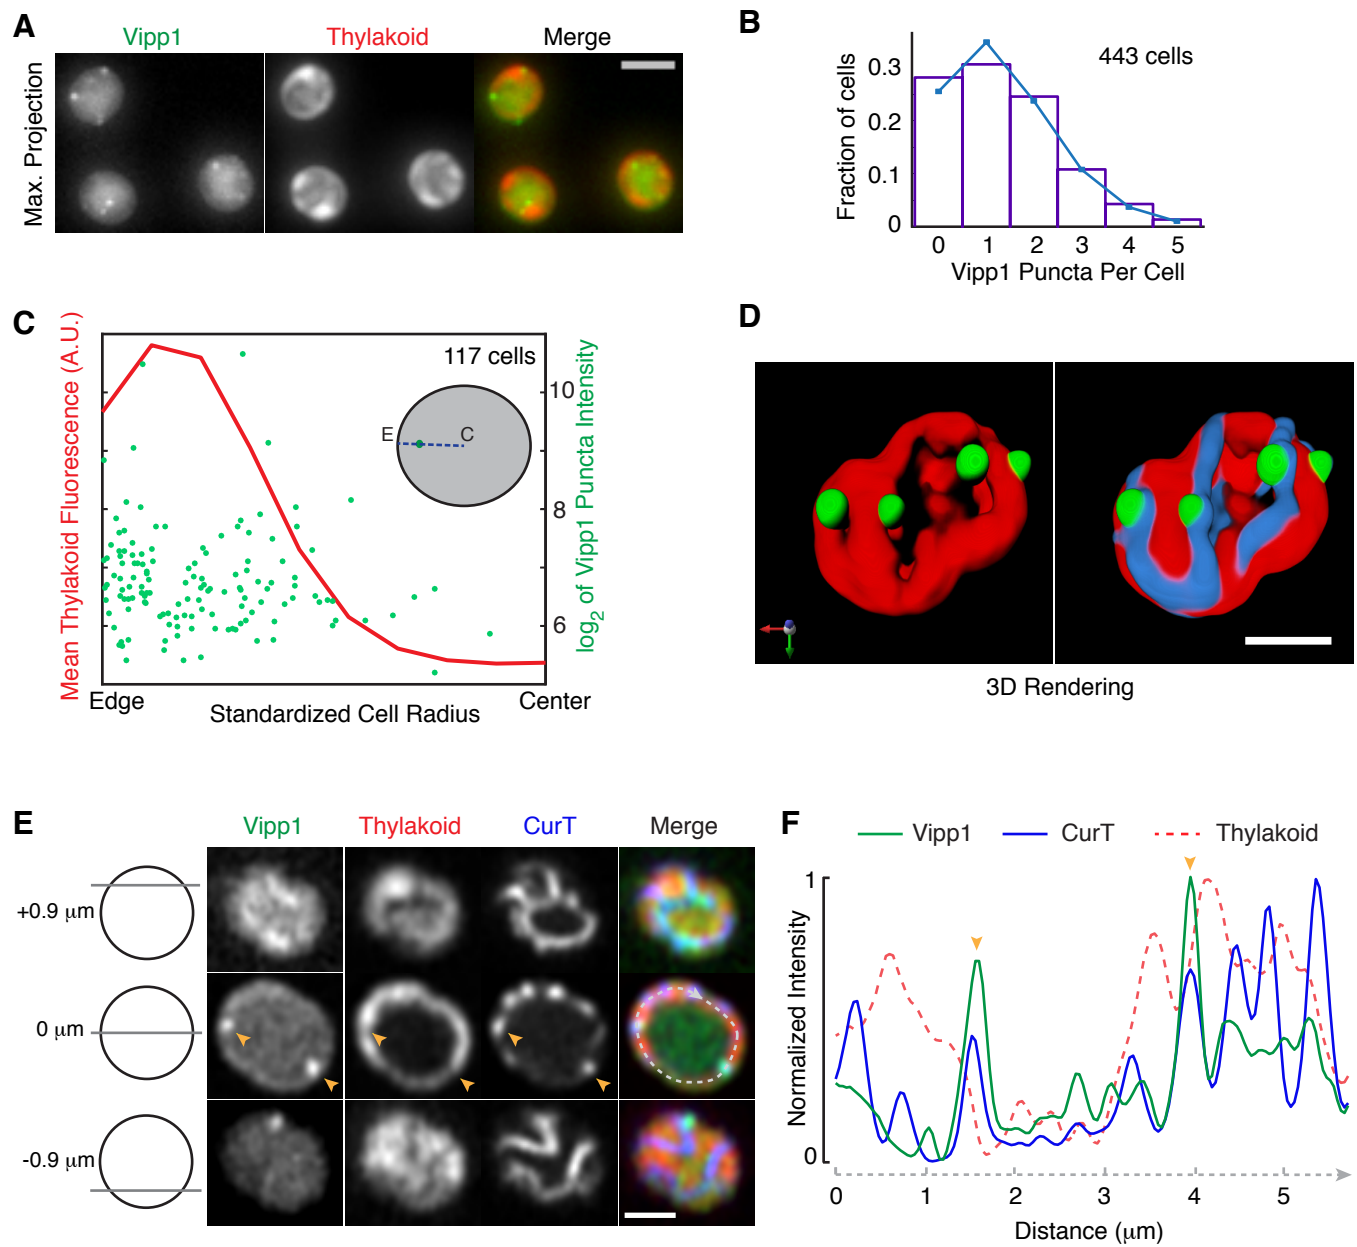 A
Vipp1 Thylakoid Merge
Max. Projection
B
443 cells
Fraction of cells
0.3
0.2
0.1
0
0 1 2 3 4 5
Vipp1 Puncta Per Cell
C
Mean Thylakoid Fluorescence (A.U.)
117 cells
E C
10
8
6
log2 of Vipp1 Puncta Intensity
Edge Center
Standardized Cell Radius
D
3D Rendering
E
Vipp1 Thylakoid CurT Merge
+0.9 μm
0 μm
-0.9 μm
F
Vipp1 CurT Thylakoid
Normalized Intensity
1
0
0 1 2 3 4 5
Distance (μm)